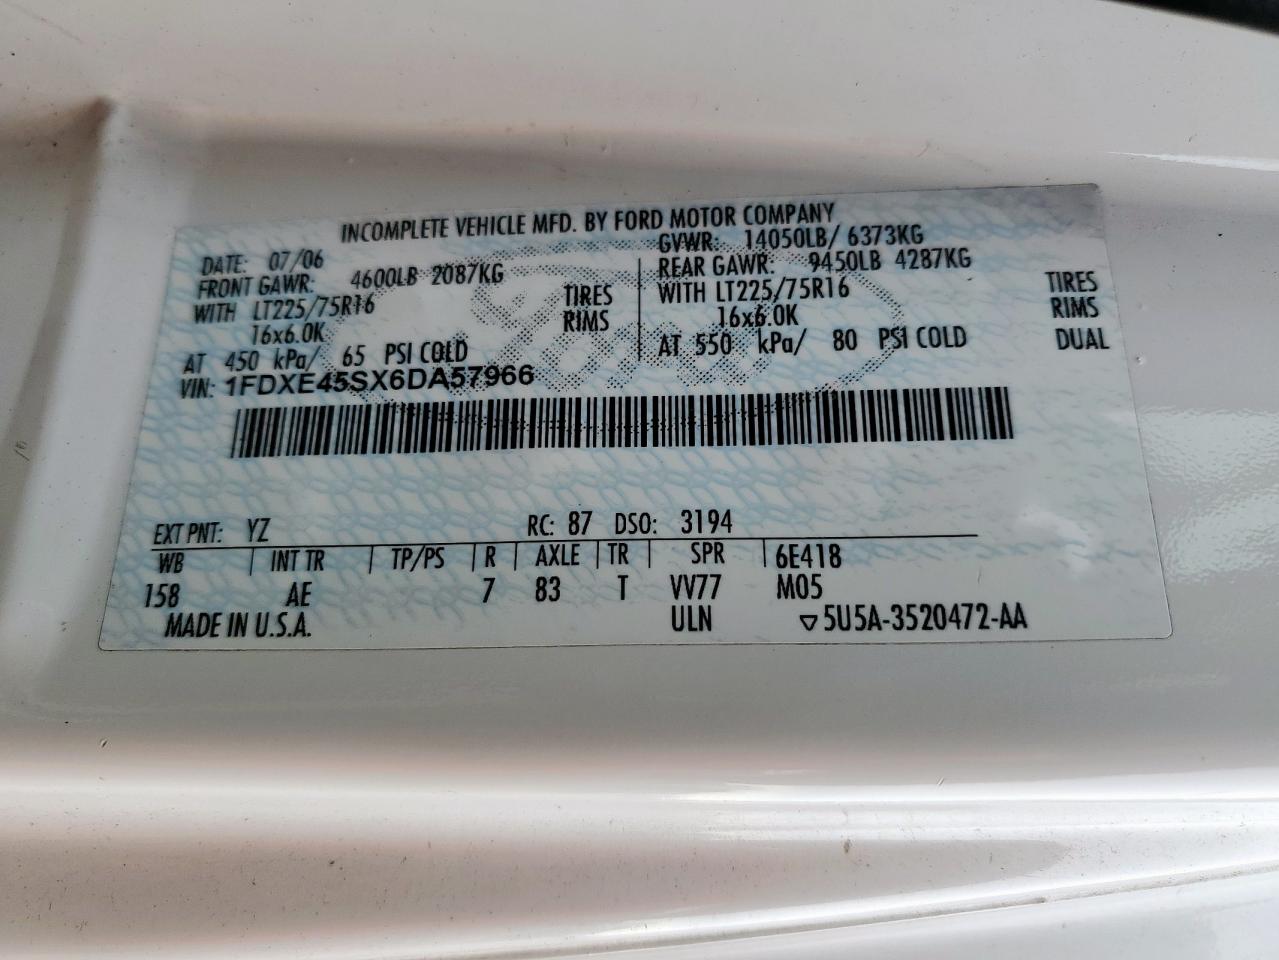 INCOMPLETE VEHICLE MFD. BY FORD MOTOR COMPANY
DATE: 07/06 GVWR: 14050LB/ 6373KG
FRONT GAWR: 4600LB 2087KG REAR GAWR: 9450LB 4287KG
WITH LT225/75R16 TIRES WITH LT225/75R16 TIRES
16x6.0K RIMS 16x6.0K RIMS
AT 450 kPa/ 65 PSI COLD AT 550 kPa/ 80 PSI COLD DUAL
VIN: 1FDXE45SX6DA57966
EXT PNT: YZ RC: 87 DSO: 3194
WB INT TR TP/PS R AXLE TR SPR 6E418
158 AE 7 83 T VV77 M05
MADE IN U.S.A. ULN ▽5U5A-3520472-AA